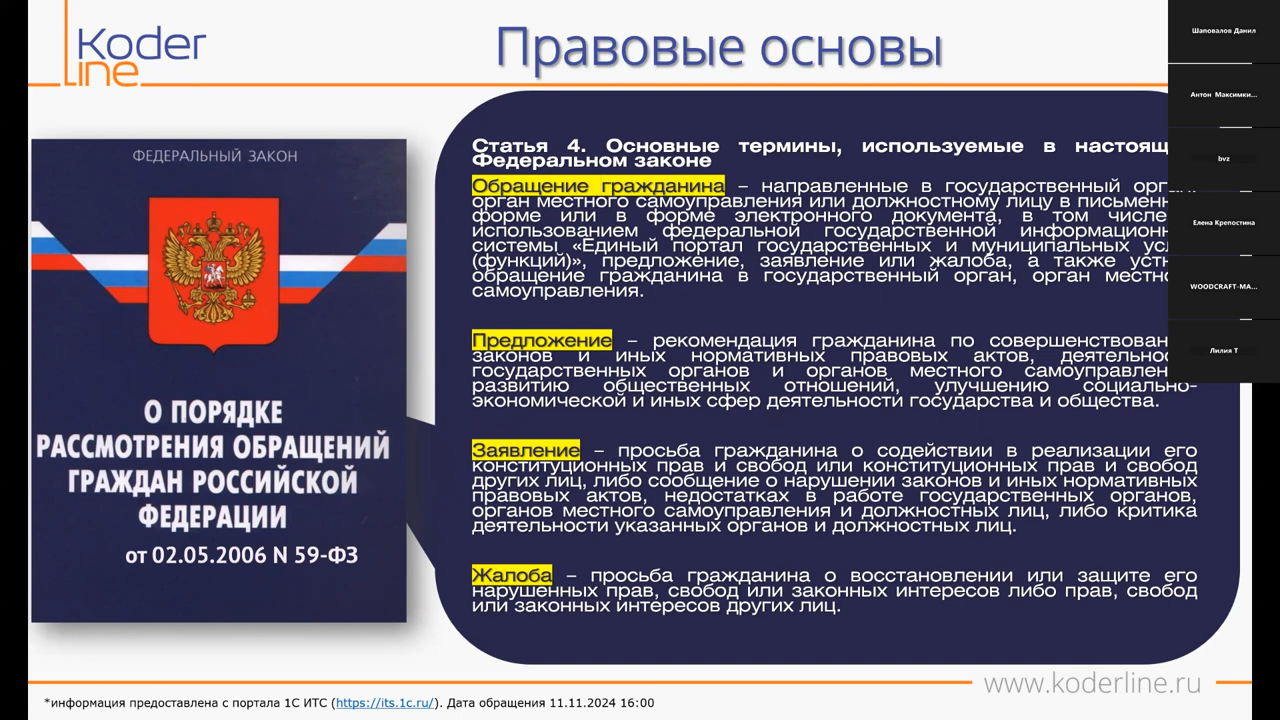 Koder
line
Правовые основы
ФЕДЕРАЛЬНЫЙ ЗАКОН
О ПОРЯДКЕ
РАССМОТРЕНИЯ ОБРАЩЕНИЙ
ГРАЖДАН РОССИЙСКОЙ
ФЕДЕРАЦИИ
от 02.05.2006 N 59-ФЗ
Статья 4. Основные термины, используемые в настоящ
Федеральном законе
Обращение гражданина – направленные в государственный орган,
орган местного самоуправления или должностному лицу в письменн
форме или в форме электронного документа, в том числе
использованием федеральной государственной информационн
системы «Единый портал государственных и муниципальных усл
(функций)», предложение, заявление или жалоба, а также устн
обращение гражданина в государственный орган, орган местно
самоуправления.
Предложение – рекомендация гражданина по совершенствован
законов и иных нормативных правовых актов, деятельнос
государственных органов и органов местного самоуправлен
развитию общественных отношений, улучшению социально-
экономической и иных сфер деятельности государства и общества.
Заявление – просьба гражданина о содействии в реализации его
конституционных прав и свобод или конституционных прав и свобод
других лиц, либо сообщение о нарушении законов и иных нормативных
правовых актов, недостатках в работе государственных органов,
органов местного самоуправления и должностных лиц, либо критика
деятельности указанных органов и должностных лиц.
Жалоба – просьба гражданина о восстановлении или защите его
нарушенных прав, свобод или законных интересов либо прав, свобод
или законных интересов других лиц.
Шаповалов Данил
Антон Максимки...
bvz
Елена Крепостина
WOODCRAFT-MA...
Лилия Т
www.koderline.ru
*информация предоставлена с портала 1С ИТС (https://its.1c.ru/). Дата обращения 11.11.2024 16:00